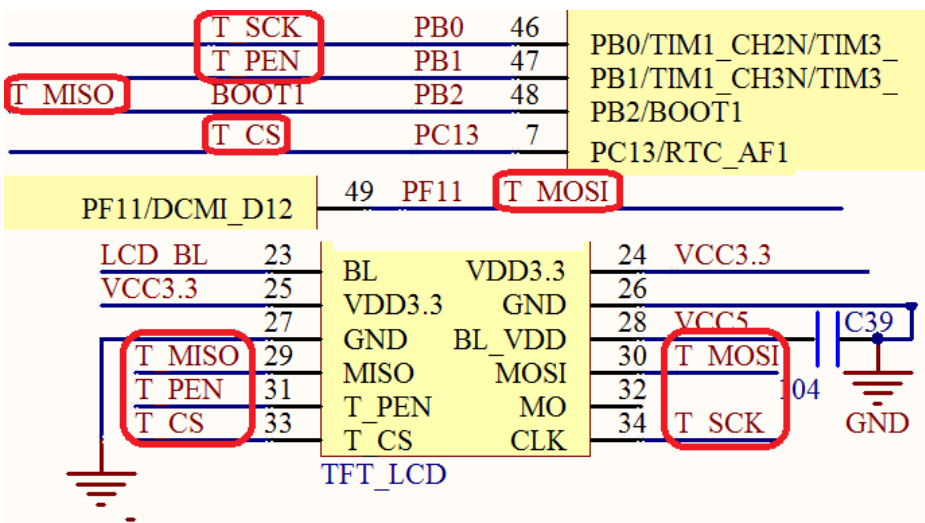 T_SCK PB0 46 PB0/TIM1_CH2N/TIM3_
T_PEN PB1 47 PB1/TIM1_CH3N/TIM3_
T_MISO BOOT1 PB2 48 PB2/BOOT1
T_CS PC13 7 PC13/RTC_AF1
PF11/DCMI_D12 49 PF11 T_MOSI
LCD_BL 23 BL VDD3.3 24 VCC3.3
VCC3.3 25 VDD3.3 GND 26
27 GND BL_VDD 28 VCC5 C39
T_MISO 29 MISO MOSI 30 T_MOSI
T_PEN 31 T_PEN MO 32 104
T_CS 33 T_CS CLK 34 T_SCK GND
TFT_LCD